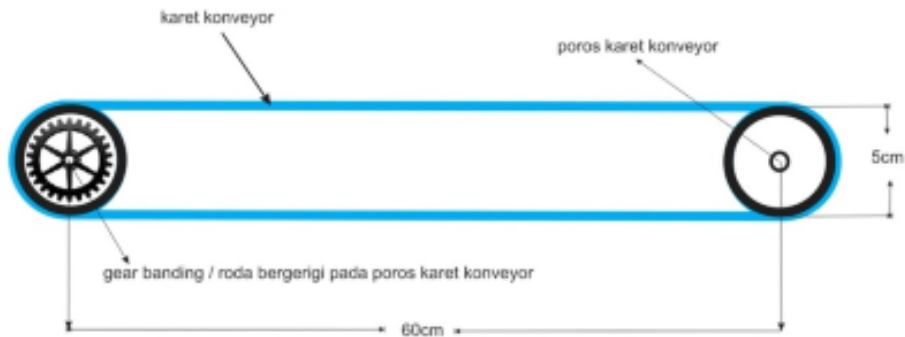 karet konveyor
poros karet konveyor
5cm
gear banding / roda bergerigi pada poros karet konveyor
60cm